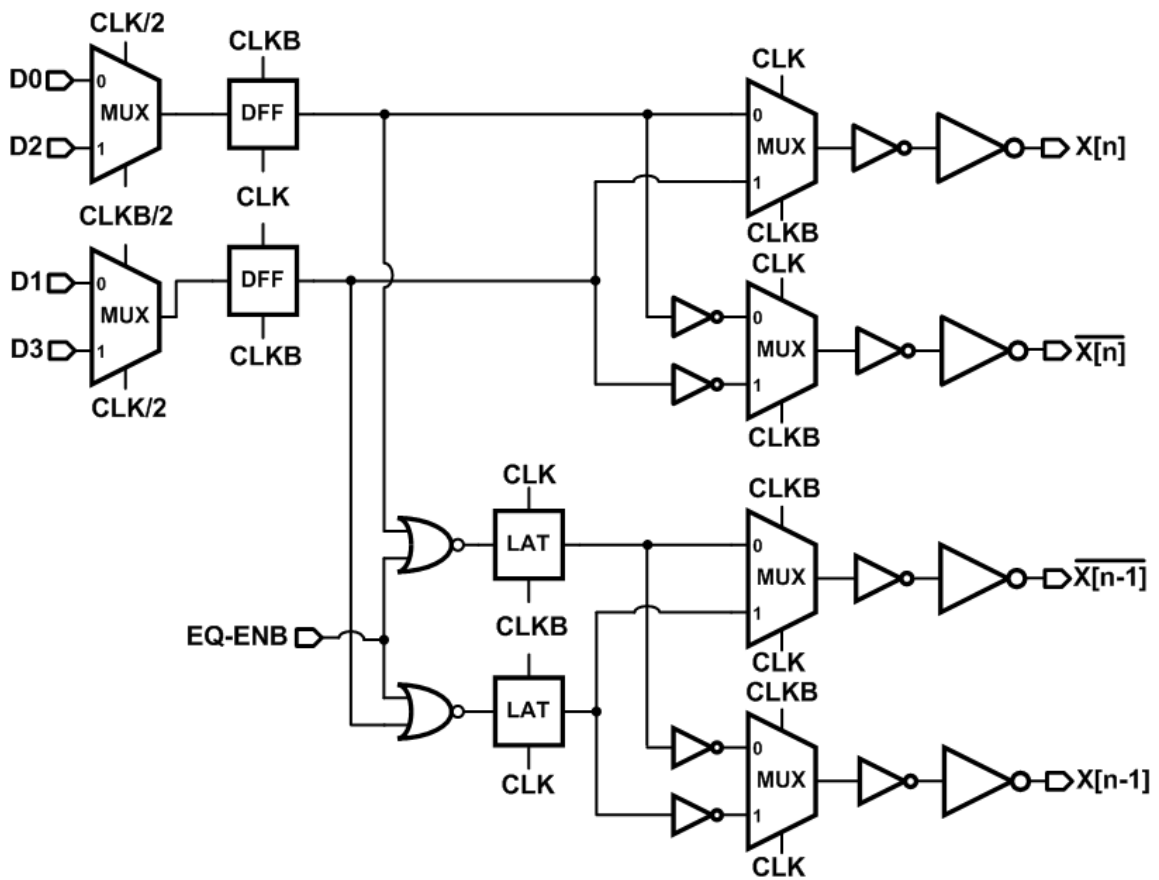 CLK/2
CLKB
CLK
D0
0
MUX
DFF
0
MUX
X[n]
D2
1
1
CLK
CLKB/2
CLKB
CLK
D1
0
DFF
MUX
0
MUX
X[n]
D3
1
CLKB
1
CLK/2
CLKB
CLK
CLKB
LAT
0
MUX
X[n-1]
1
EQ-ENB
CLKB
CLK
CLKB
LAT
0
MUX
X[n-1]
CLK
1
CLK